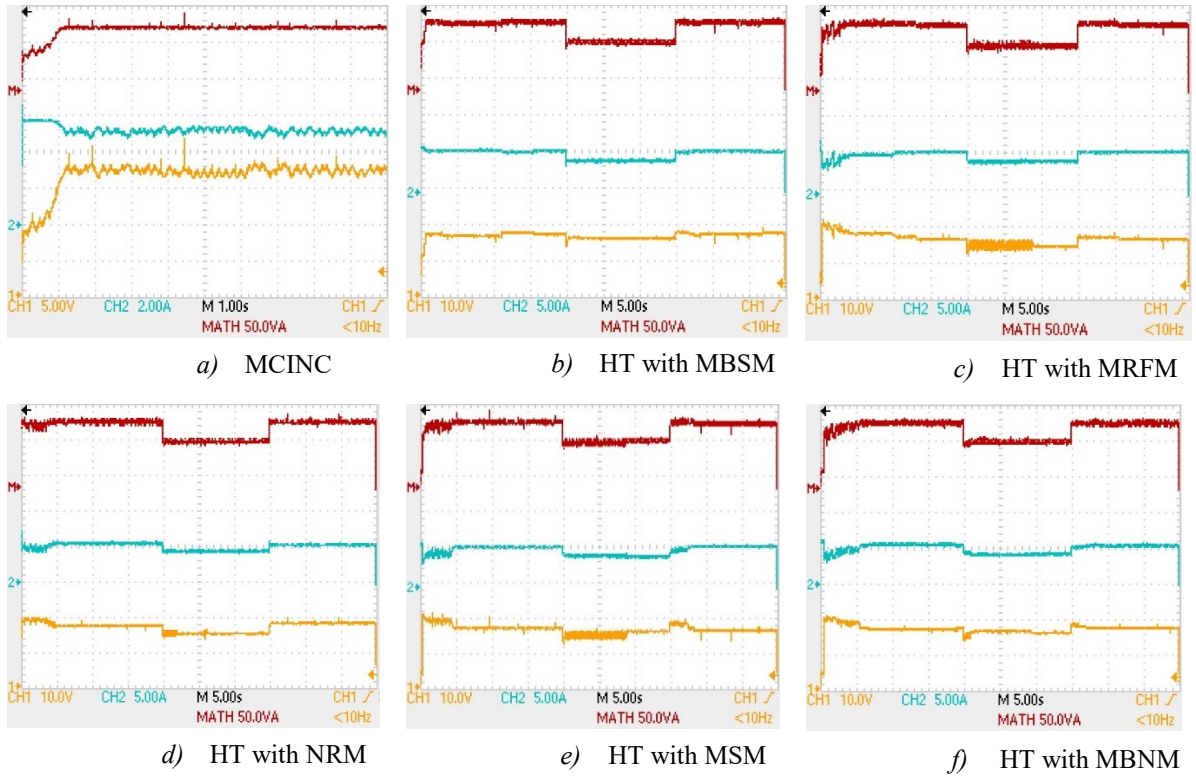 M
2
1
CH1 5.00V CH2 2.00A M 1.00s CH1
MATH 50.0VA <10Hz
a) MCINC
M
2
1
CH1 10.0V CH2 5.00A M 5.00s CH1
MATH 50.0VA <10Hz
b) HT with MBSM
M
2
1
CH1 10.0V CH2 5.00A M 5.00s CH1
MATH 50.0VA <10Hz
c) HT with MRFM
M
2
1
CH1 10.0V CH2 5.00A M 5.00s CH1
MATH 50.0VA <10Hz
d) HT with NRM
M
2
1
CH1 10.0V CH2 5.00A M 5.00s CH1
MATH 50.0VA <10Hz
e) HT with MSM
M
2
1
CH1 10.0V CH2 5.00A M 5.00s CH1
MATH 50.0VA <10Hz
f) HT with MBNM